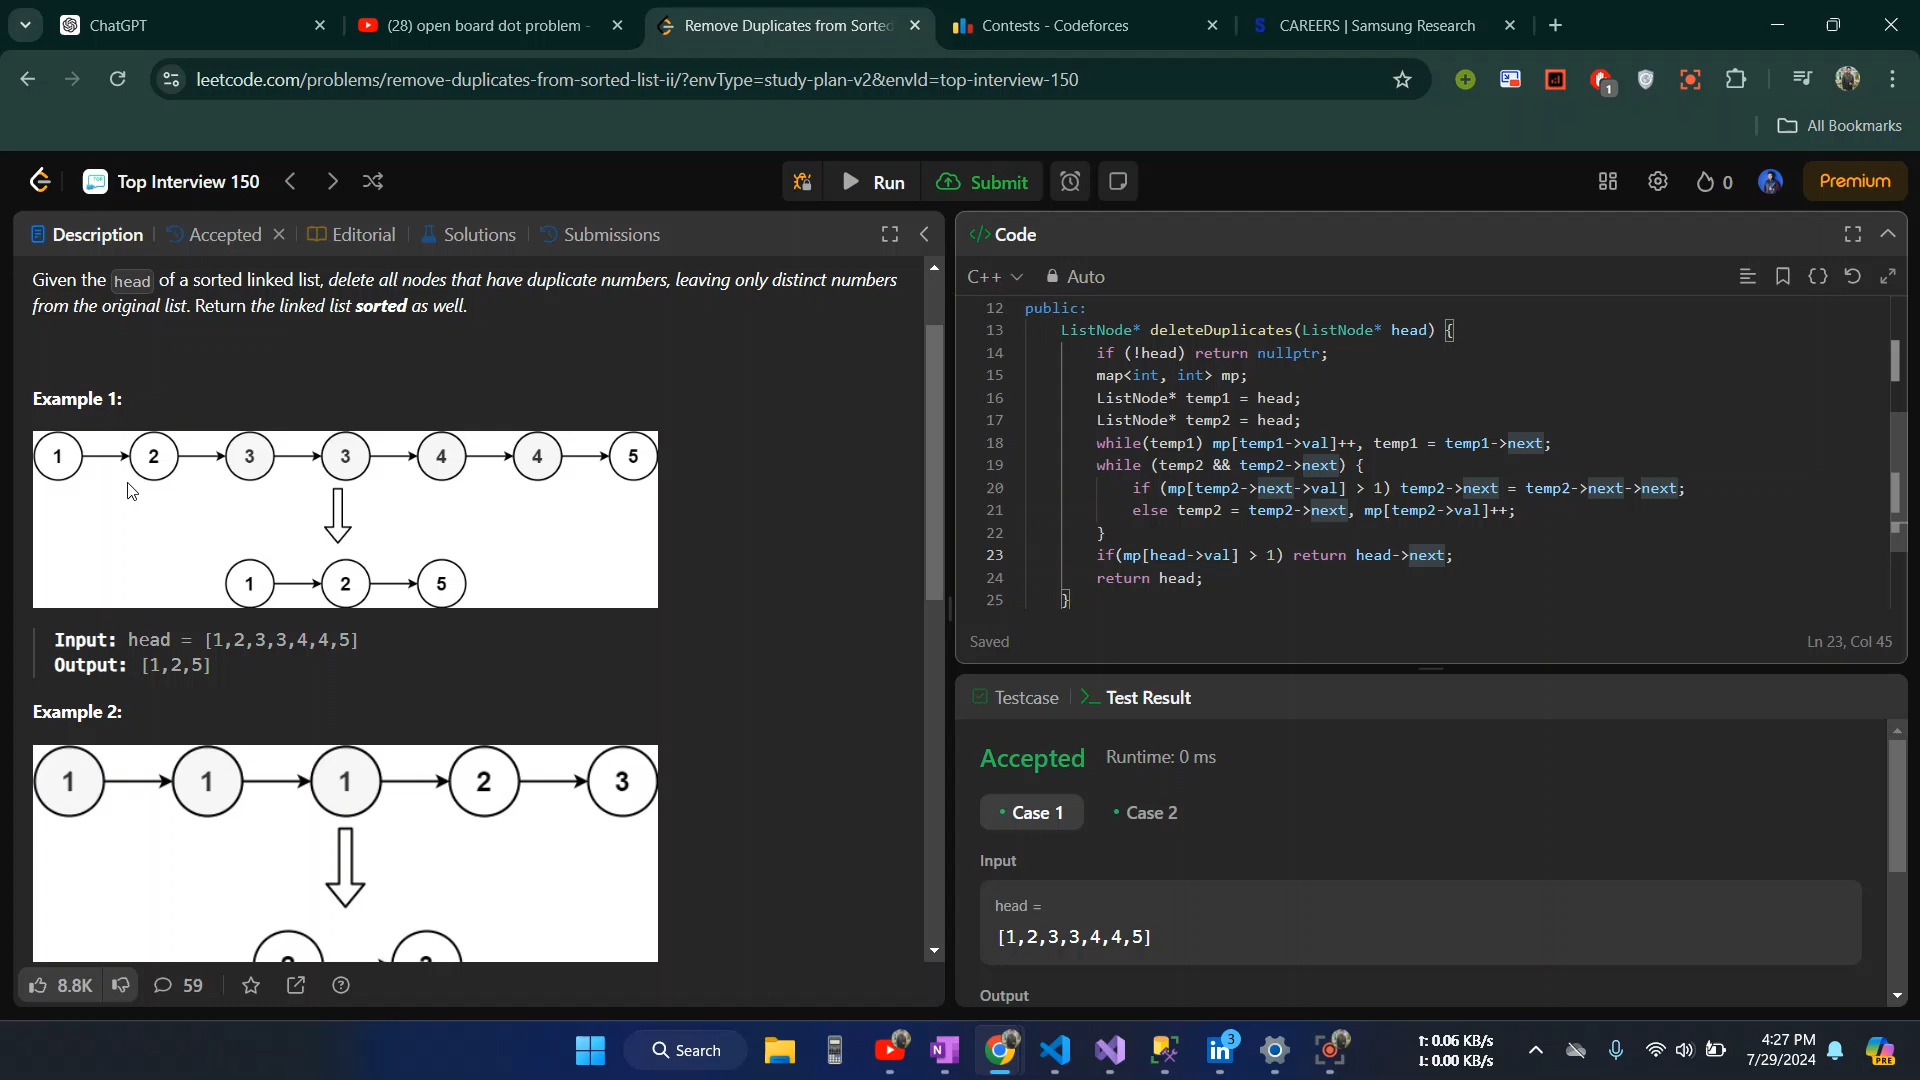 ChatGPT
(28) open board dot problem -
Remove Duplicates from Sorted
Contests - Codeforces
CAREERS | Samsung Research
leetcode.com/problems/remove-duplicates-from-sorted-list-ii/?envType=study-plan-v2&envId=top-interview-150
1
All Bookmarks
Top Interview 150
Run
Submit
0
Premium
Description
Accepted
Editorial
Solutions
Submissions
Given the head of a sorted linked list, delete all nodes that have duplicate numbers, leaving only distinct numbers
from the original list. Return the linked list sorted as well.
Example 1:
1 2 3 3 4 4 5
1 2 5
Input: head = [1,2,3,3,4,4,5]
Output: [1,2,5]
Example 2:
1 1 1 2 3
8.8K
59
</> Code
C++
Auto
12 public:
13 ListNode* deleteDuplicates(ListNode* head) {
14 if (!head) return nullptr;
15 map<int, int> mp;
16 ListNode* temp1 = head;
17 ListNode* temp2 = head;
18 while(temp1) mp[temp1->val]++, temp1 = temp1->next;
19 while (temp2 && temp2->next) {
20 if (mp[temp2->next->val] > 1) temp2->next = temp2->next->next;
21 else temp2 = temp2->next, mp[temp2->val]++;
22 }
23 if(mp[head->val] > 1) return head->next;
24 return head;
25 }
Saved
Ln 23, Col 45
Testcase
Test Result
Accepted
Runtime: 0 ms
Case 1
Case 2
Input
head =
[1,2,3,3,4,4,5]
Output
Search
3
↑: 0.06 KB/s
↓: 0.00 KB/s
4:27 PM
7/29/2024
PRE